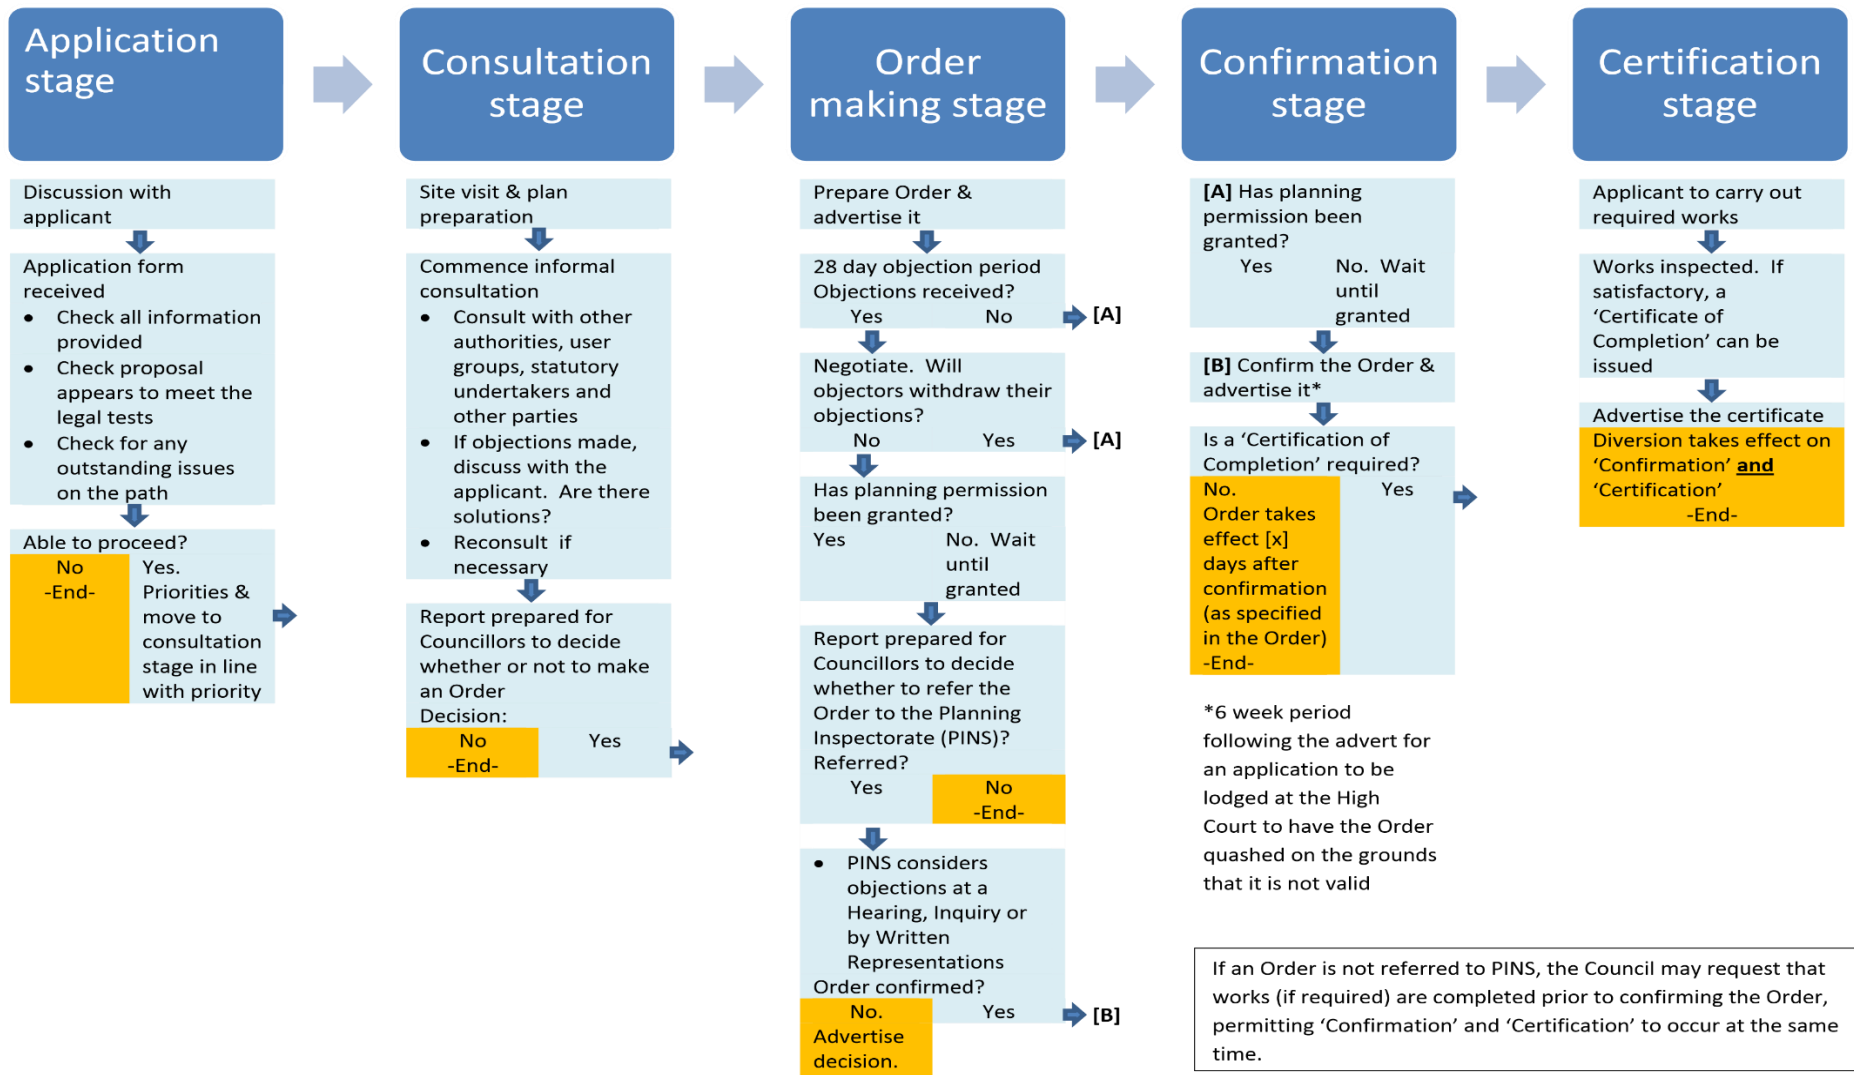 Application
stage
Consultation
stage
Order
making stage
Confirmation
stage
Certification
stage
Discussion with
applicant
Application form
received
• Check all information
provided
• Check proposal
appears to meet the
legal tests
• Check for any
outstanding issues
on the path
Able to proceed?
No
-End-
Yes.
Priorities &
move to
consultation
stage in line
with priority
Site visit & plan
preparation
Commence informal
consultation
• Consult with other
authorities, user
groups, statutory
undertakers and
other parties
• If objections made,
discuss with the
applicant. Are there
solutions?
• Reconsult if
necessary
Report prepared for
Councillors to decide
whether or not to make
an Order
Decision:
No
-End-
Yes
Prepare Order &
advertise it
28 day objection period
Objections received?
Yes No [A]
Negotiate. Will
objectors withdraw their
objections?
No Yes [A]
Has planning permission
been granted?
Yes
No. Wait
until
granted
Report prepared for
Councillors to decide
whether to refer the
Order to the Planning
Inspectorate (PINS)?
Referred?
Yes
No
-End-
• PINS considers
objections at a
Hearing, Inquiry or
by Written
Representations
Order confirmed?
No.
Advertise
decision.
Yes [B]
[A] Has planning
permission been
granted?
Yes
No. Wait
until
granted
[B] Confirm the Order &
advertise it*
Is a ‘Certification of
Completion’ required?
No.
Order takes
effect [x]
days after
confirmation
(as specified
in the Order)
-End-
Yes
*6 week period
following the advert for
an application to be
lodged at the High
Court to have the Order
quashed on the grounds
that it is not valid
Applicant to carry out
required works
Works inspected. If
satisfactory, a
‘Certificate of
Completion’ can be
issued
Advertise the certificate
Diversion takes effect on
‘Confirmation’ and
‘Certification’
-End-
If an Order is not referred to PINS, the Council may request that
works (if required) are completed prior to confirming the Order,
permitting ‘Confirmation’ and ‘Certification’ to occur at the same
time.